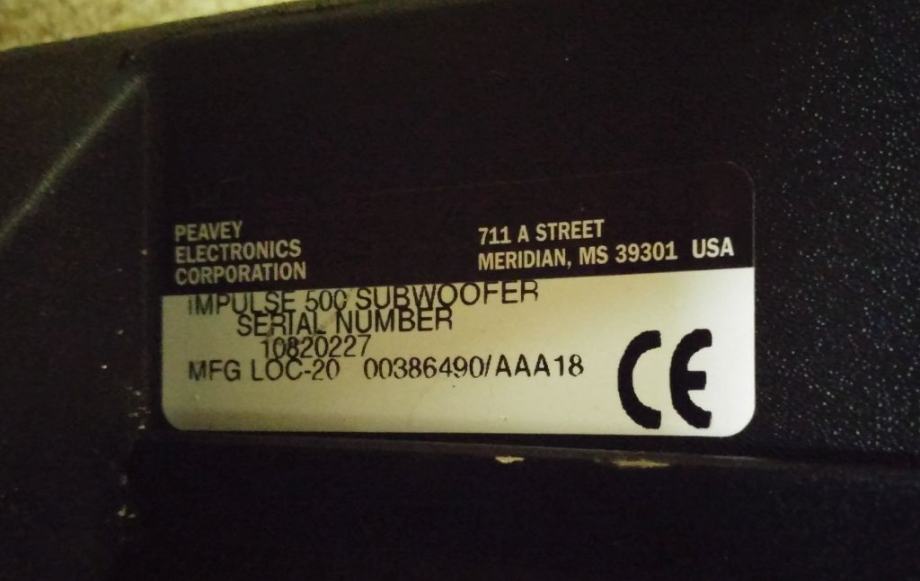 PEAVEY
ELECTRONICS
CORPORATION
711 A STREET
MERIDIAN, MS 39301 USA
IMPULSE 500 SUBWOOFER
SERIAL NUMBER
10820227
MFG LOC-20 00386490/AAA18
CE